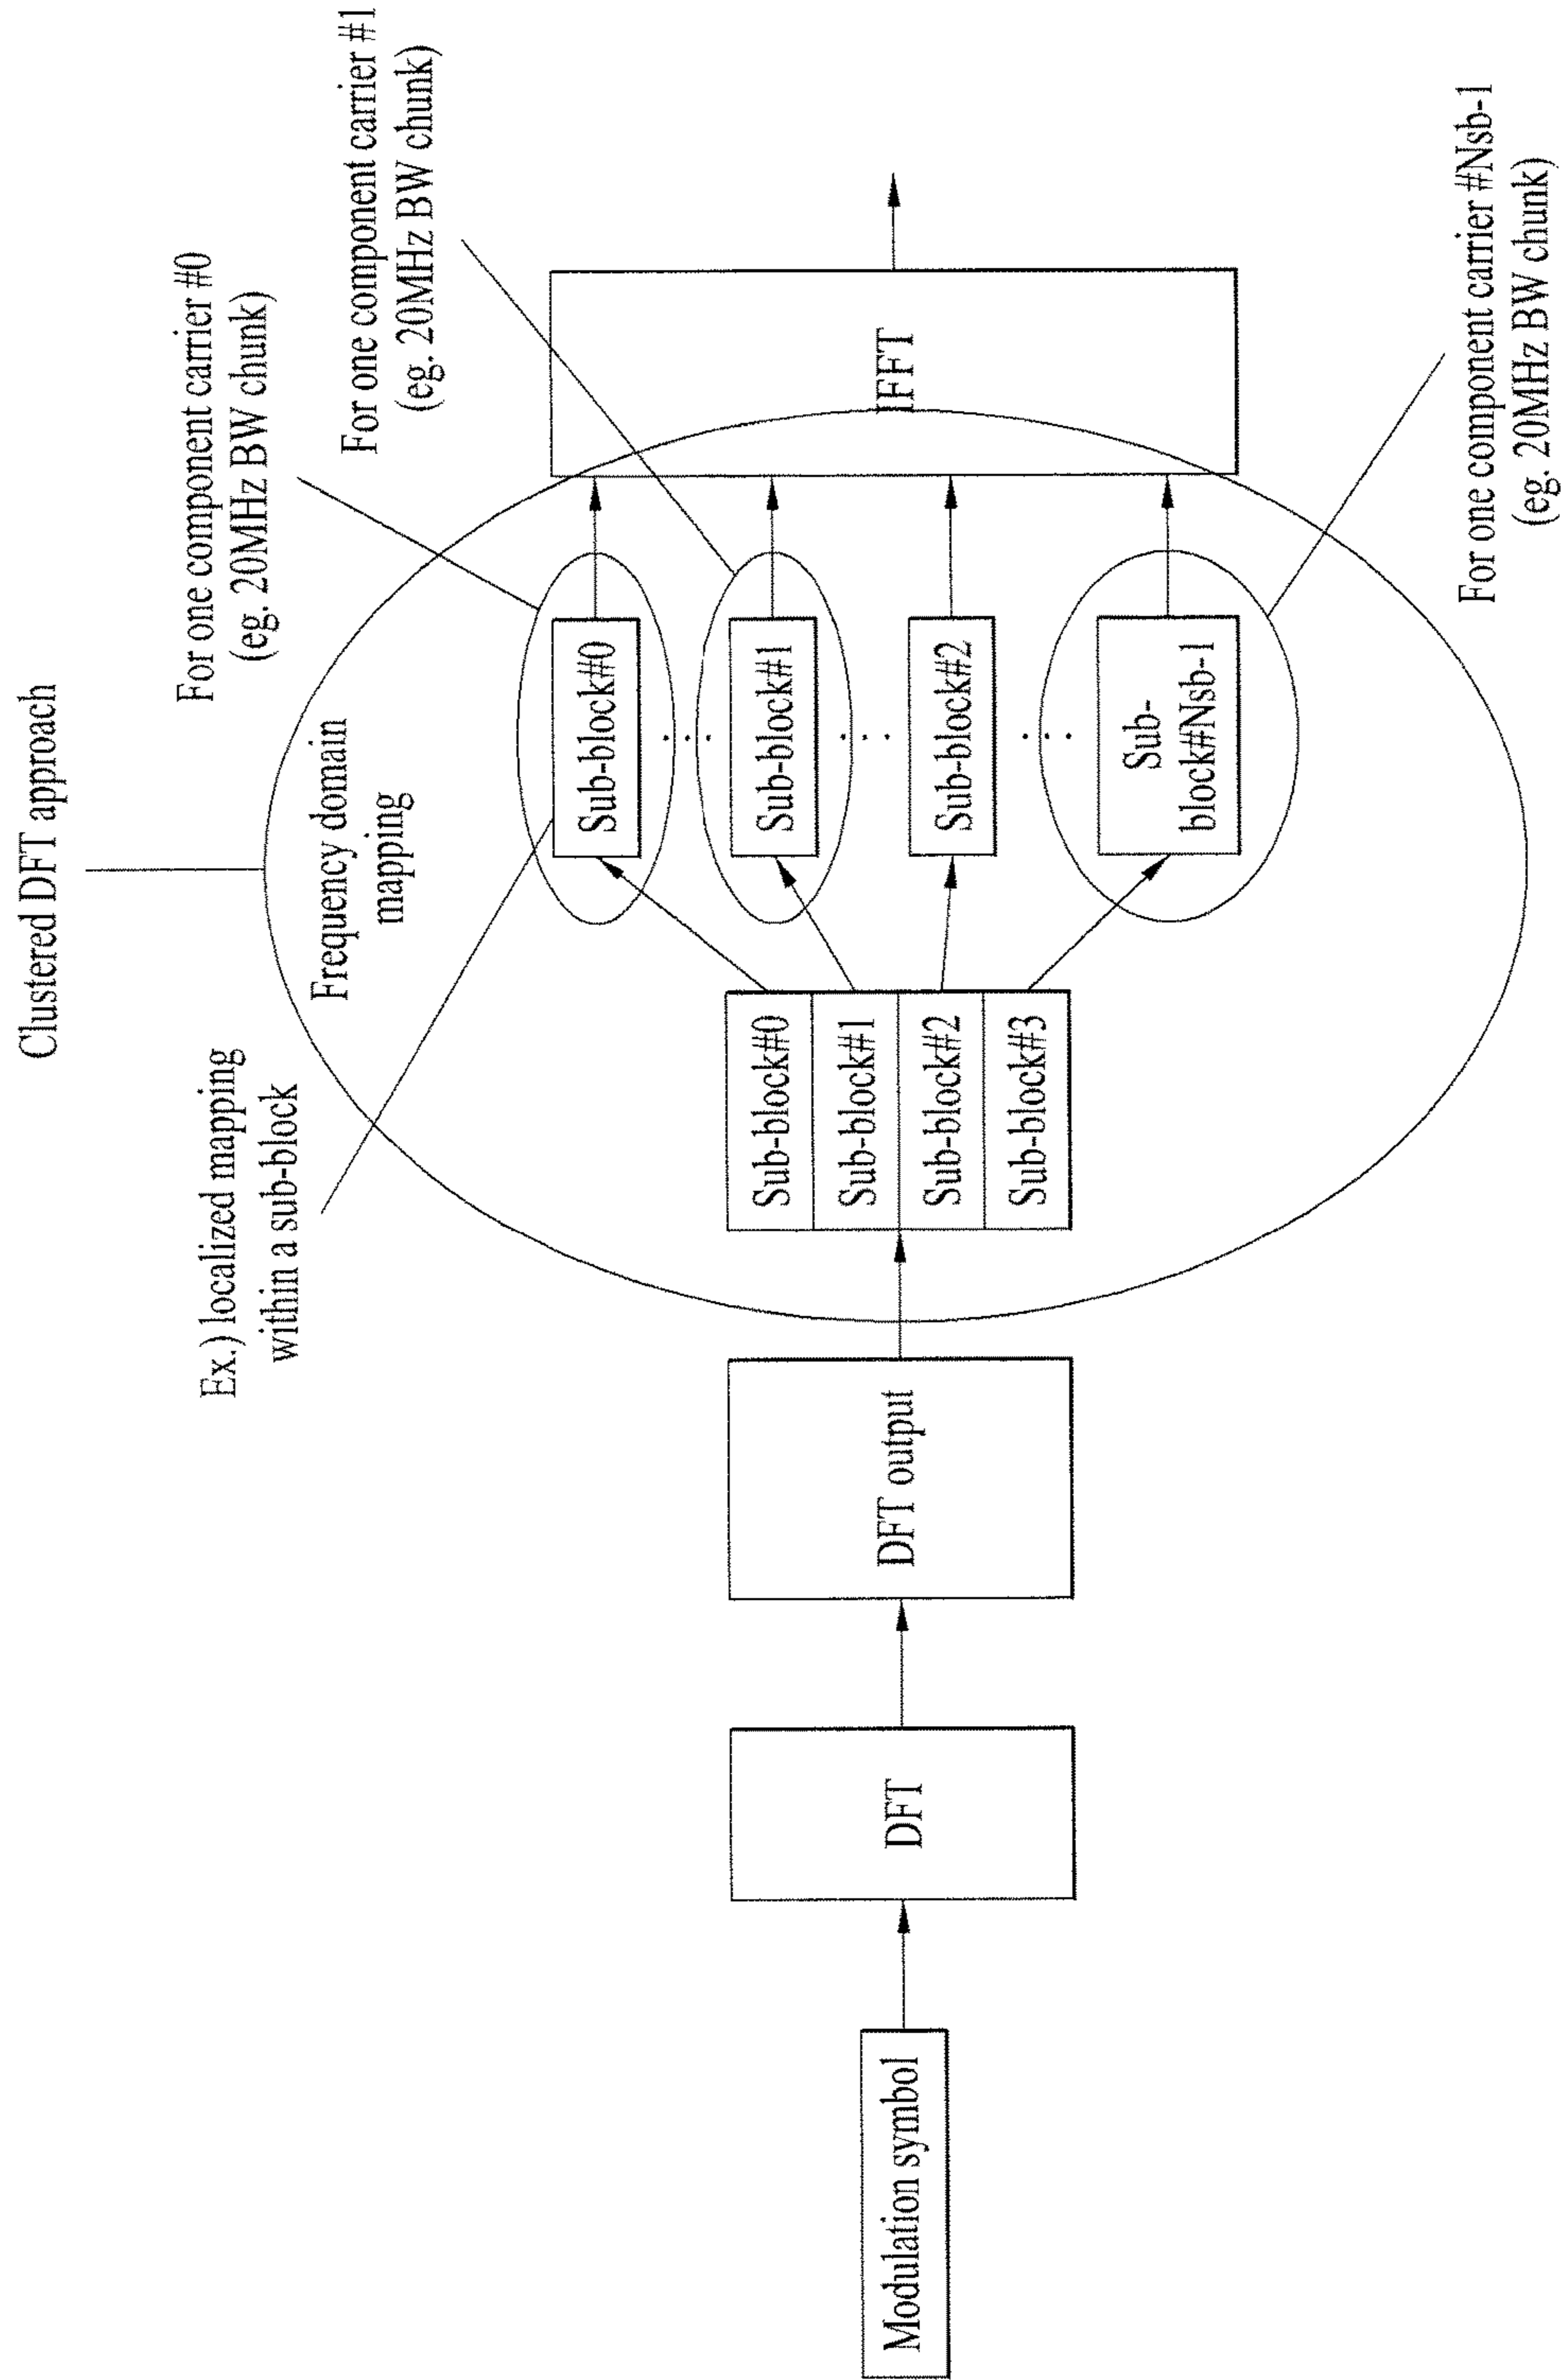 Clustered DFT approach
Ex.) localized mapping
within a sub-block
For one component carrier #0
(eg. 20MHz BW chunk)
For one component carrier #1
(eg. 20MHz BW chunk)
Frequency domain
mapping
Modulation symbol
DFT
DFT output
Sub-block#0
Sub-block#1
Sub-block#2
Sub-block#3
Sub-block#0
. . .
Sub-block#1
. . .
Sub-block#2
. . .
Sub-
block#Nsb-1
IFFT
For one component carrier #Nsb-1
(eg. 20MHz BW chunk)